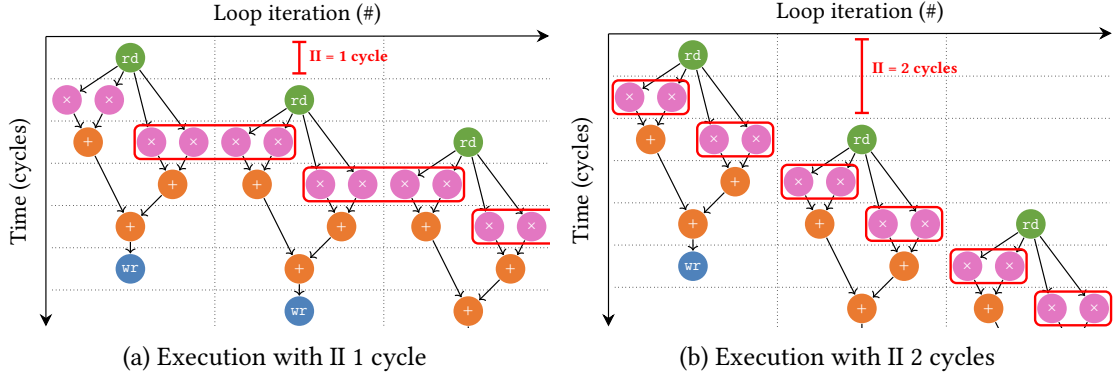 Loop iteration (#)
Time (cycles)
II = 1 cycle
rd
× ×
rd
+ × × × ×
rd
+ + × × × ×
+ + + × ×
wr + +
wr +
(a) Execution with II 1 cycle
Loop iteration (#)
Time (cycles)
II = 2 cycles
rd
× ×
+ × × rd
+ × ×
+ + × × rd
wr + × ×
+ + × ×
(b) Execution with II 2 cycles